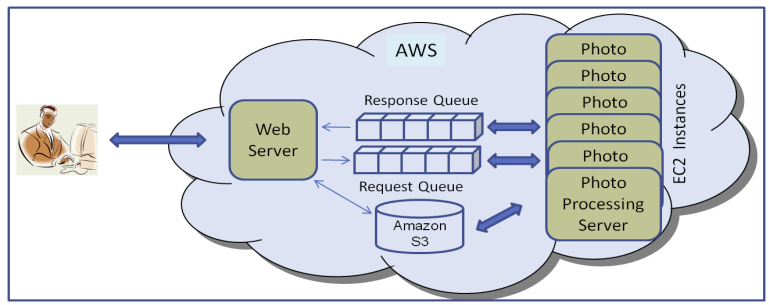 AWS
Response Queue
Web
Server
Request Queue
Amazon
S3
Photo
Photo
Photo
Photo
Photo
Photo
Processing
Server
EC2 Instances